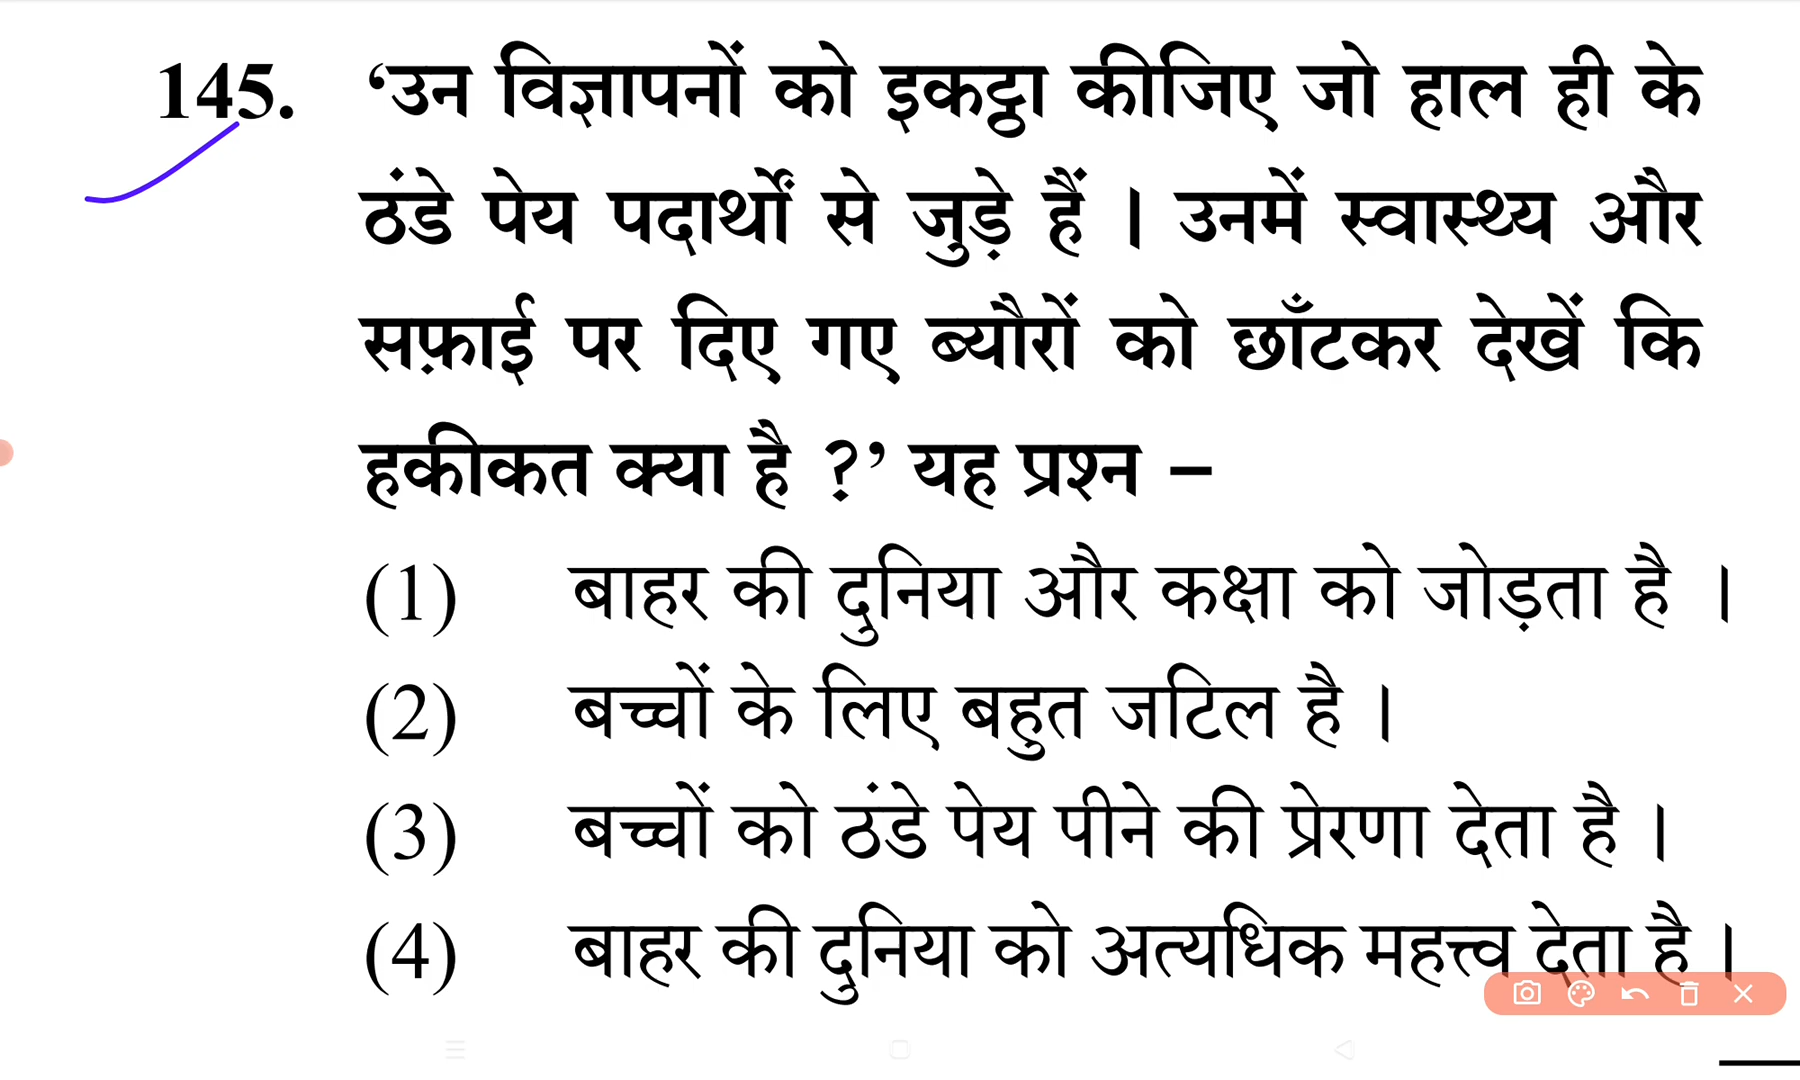 145. ‘उन विज्ञापनों को इकट्ठा कीजिए जो हाल ही के
ठंडे पेय पदार्थों से जुड़े हैं । उनमें स्वास्थ्य और
सफ़ाई पर दिए गए ब्यौरों को छाँटकर देखें कि
हकीकत क्या है ?’ यह प्रश्न –
(1) बाहर की दुनिया और कक्षा को जोड़ता है ।
(2) बच्चों के लिए बहुत जटिल है ।
(3) बच्चों को ठंडे पेय पीने की प्रेरणा देता है ।
(4) बाहर की दुनिया को अत्यधिक महत्त्व देता है ।